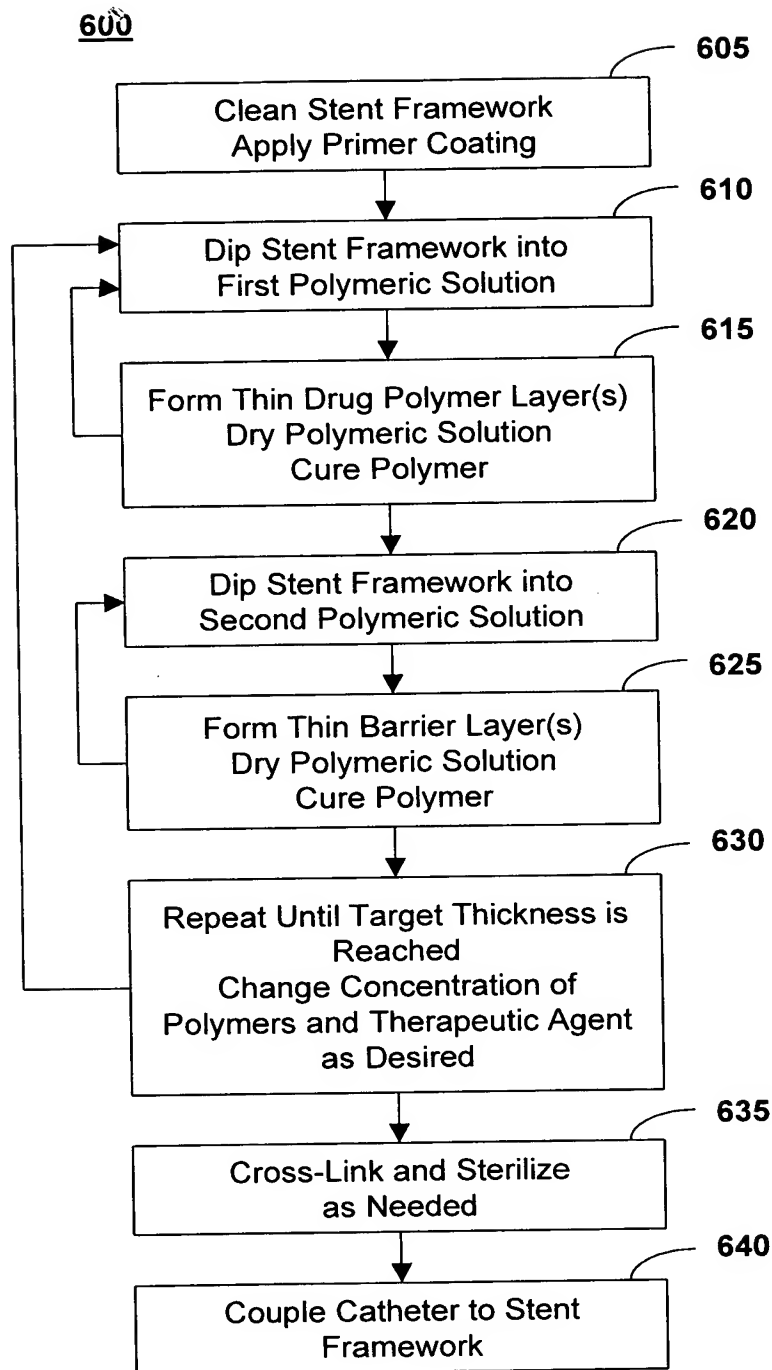 600
605
Clean Stent Framework
Apply Primer Coating
610
Dip Stent Framework into
First Polymeric Solution
615
Form Thin Drug Polymer Layer(s)
Dry Polymeric Solution
Cure Polymer
620
Dip Stent Framework into
Second Polymeric Solution
625
Form Thin Barrier Layer(s)
Dry Polymeric Solution
Cure Polymer
630
Repeat Until Target Thickness is
Reached
Change Concentration of
Polymers and Therapeutic Agent
as Desired
635
Cross-Link and Sterilize
as Needed
640
Couple Catheter to Stent
Framework